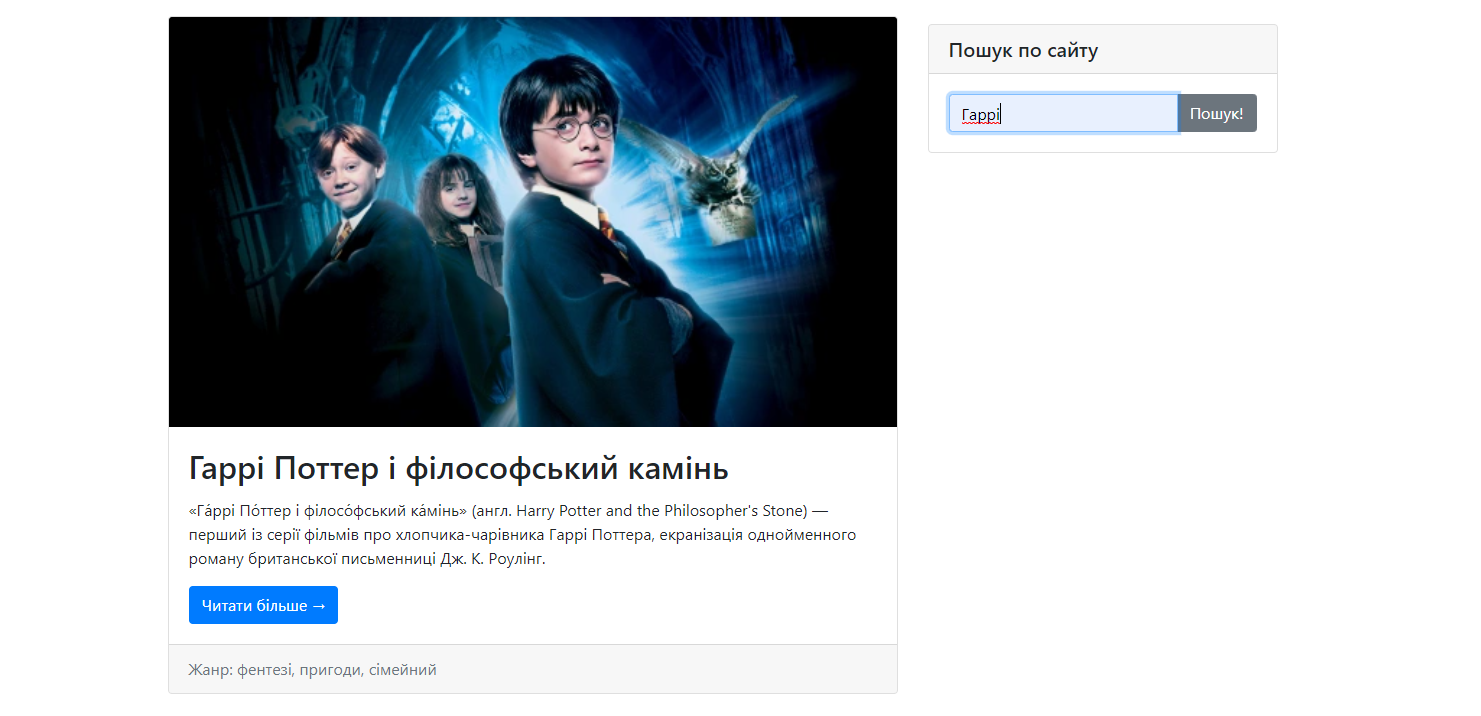 Пошук по сайту
Гаррі
Пошук!
Гаррі Поттер і філософський камінь
«Га́ррі По́ттер і філосо́фський ка́мінь» (англ. Harry Potter and the Philosopher's Stone) —
перший із серії фільмів про хлопчика-чарівника Гаррі Поттера, екранізація однойменного
роману британської письменниці Дж. К. Роулінг.
Читати більше →
Жанр: фентезі, пригоди, сімейний